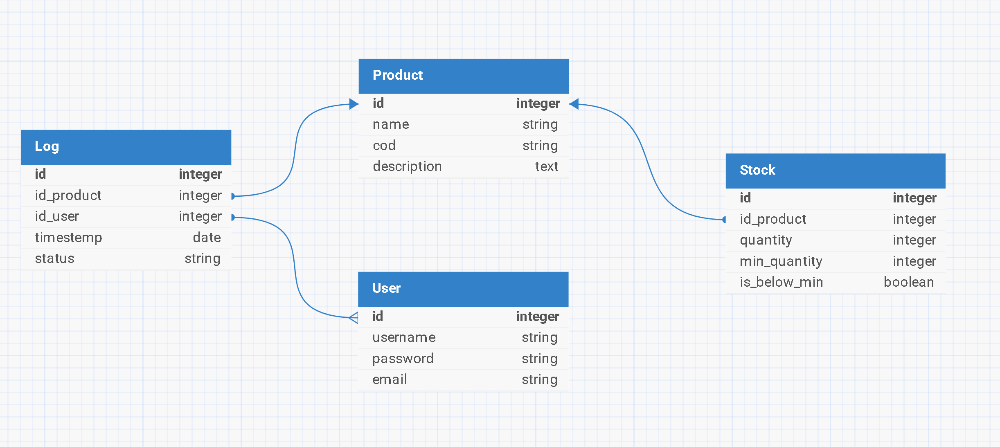 Product
id integer
name string
cod string
description text
Log
id integer
id_product integer
id_user integer
timestemp date
status string
User
id integer
username string
password string
email string
Stock
id integer
id_product integer
quantity integer
min_quantity integer
is_below_min boolean